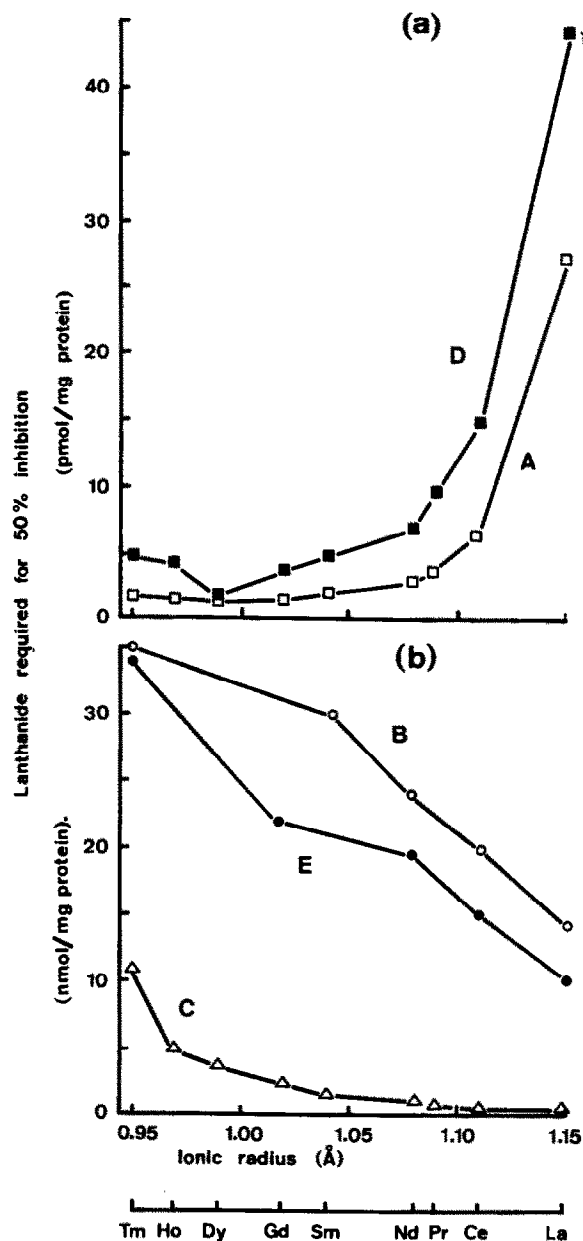 (a)
40
30
20
10
0
D
A
Lanthanide required for 50% inhibition
(pmol/mg protein)
(b)
30
20
10
0
B
E
C
(nmol/mg protein).
0.95 1.00 1.05 1.10 1.15
Ionic radius (Å)
Tm Ho Dy Gd Sm Nd Pr Ce La